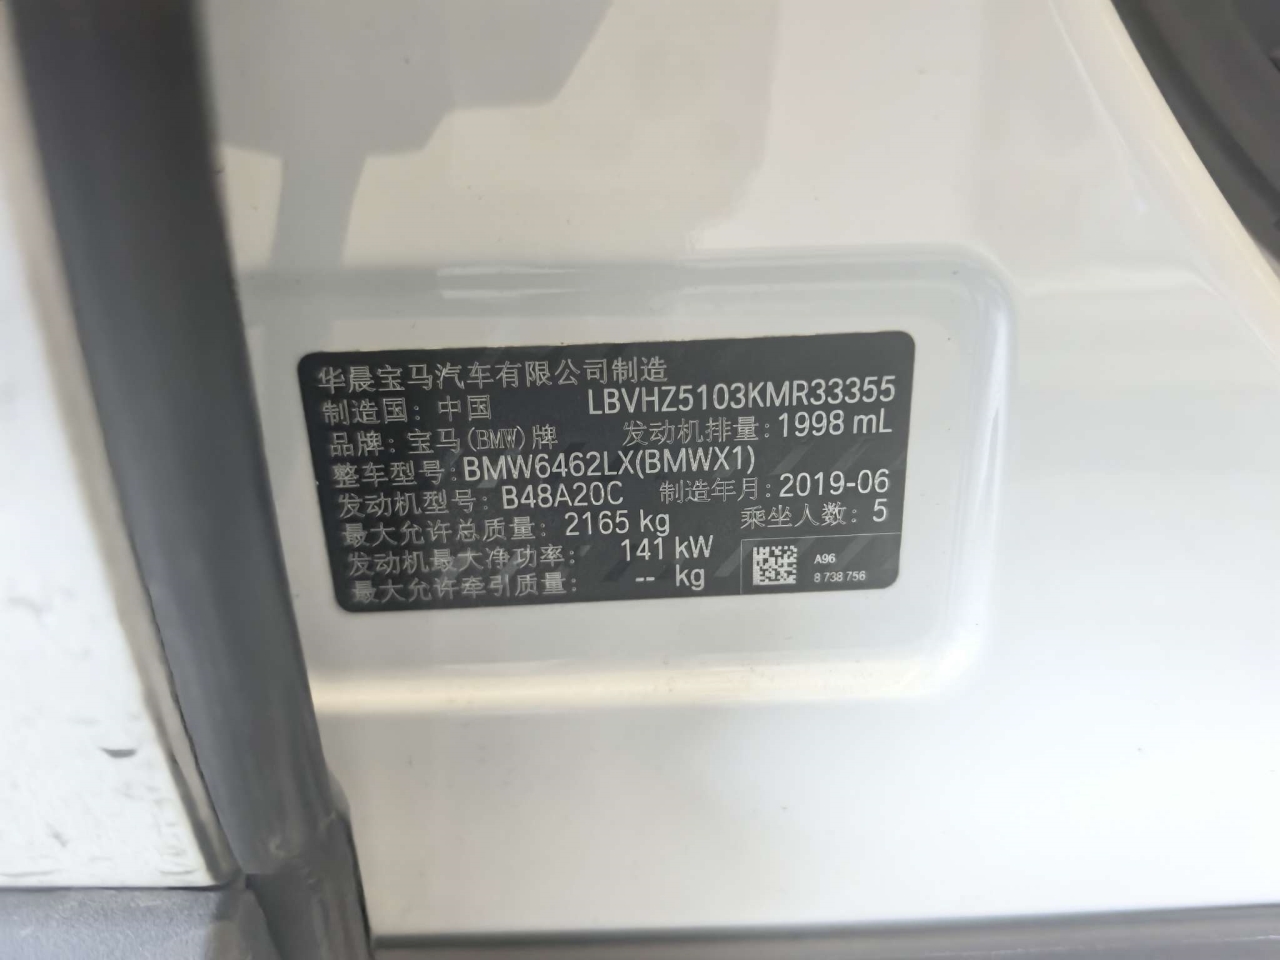 华晨宝马汽车有限公司制造
制造国：中国 LBVHZ5103KMR33355
品牌：宝马(BMW)牌 发动机排量：1998 mL
整车型号：BMW6462LX(BMWX1)
发动机型号：B48A20C 制造年月：2019-06
最大允许总质量：2165 kg 乘坐人数：5
发动机最大净功率：141 kW
最大允许牵引质量：-- kg
A96
8 738 756